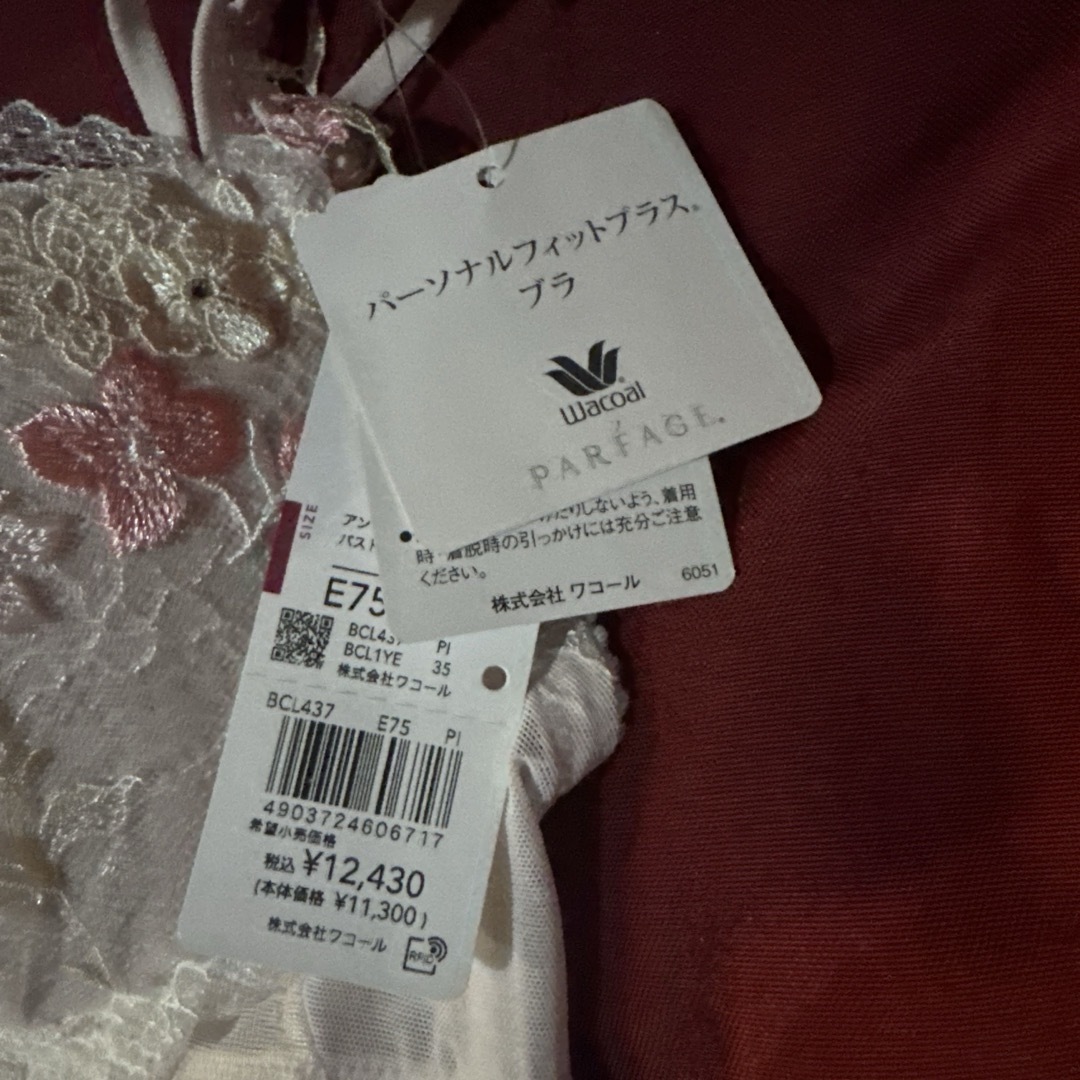 パーソナルフィットプラス®
ブラ
Wacoal®
PARFAGE.
しないよう、着用
時・着脱時の引っかけには充分ご注意
ください。
株式会社 ワコール 6051
SIZE
アン
バスト
E75
BCL437 PI
BCL1YE 35
株式会社ワコール
BCL437 E75 PI
4903724606717
希望小売価格
税込 ¥12,430
(本体価格 ¥11,300)
株式会社ワコール
RFID